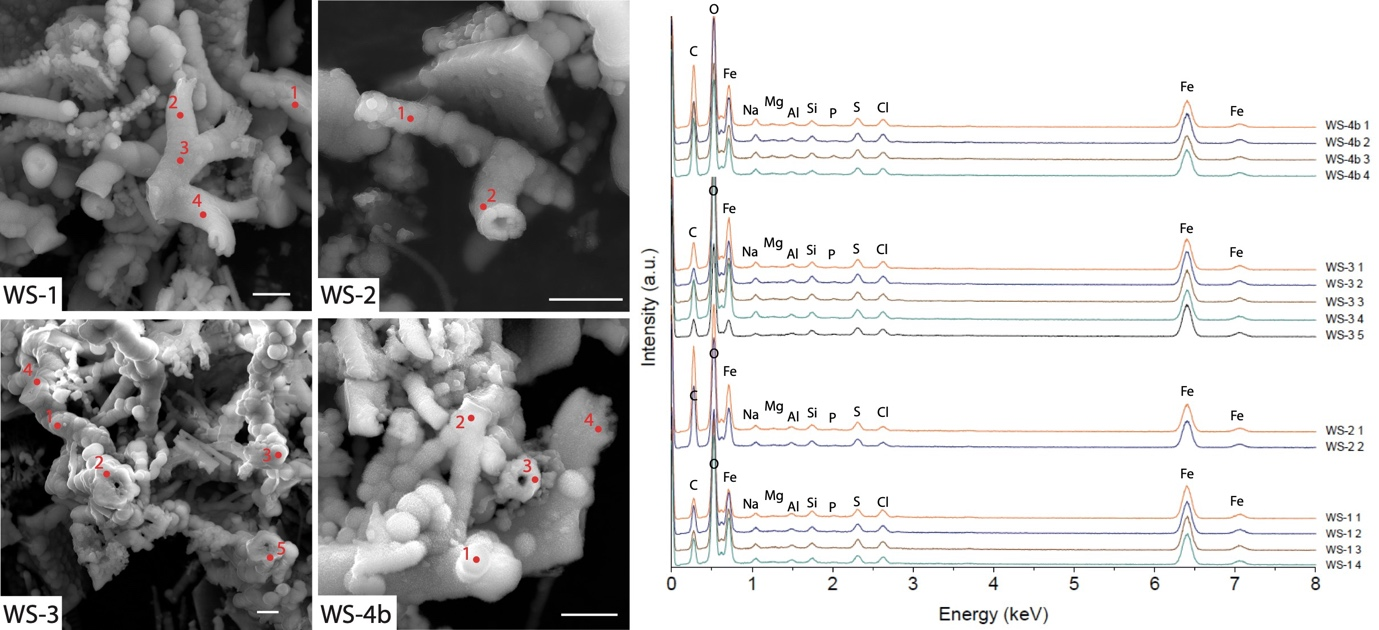 1
2
3
4
WS-1
1
2
WS-2
4
1
2
3
5
WS-3
2
4
3
1
WS-4b
Intensity (a.u.)
O
C
Fe
Na Mg Al Si P S Cl
Fe
Fe
WS-4b 1
WS-4b 2
WS-4b 3
WS-4b 4
O
C
Fe
Na Mg Al Si P S Cl
Fe
Fe
WS-3 1
WS-3 2
WS-3 3
WS-3 4
WS-3 5
O
C
Fe
Na Mg Al Si P S Cl
Fe
Fe
WS-2 1
WS-2 2
O
C
Fe
Na Mg Al Si P S Cl
Fe
Fe
WS-1 1
WS-1 2
WS-1 3
WS-1 4
0 1 2 3 4 5 6 7 8
Energy (keV)